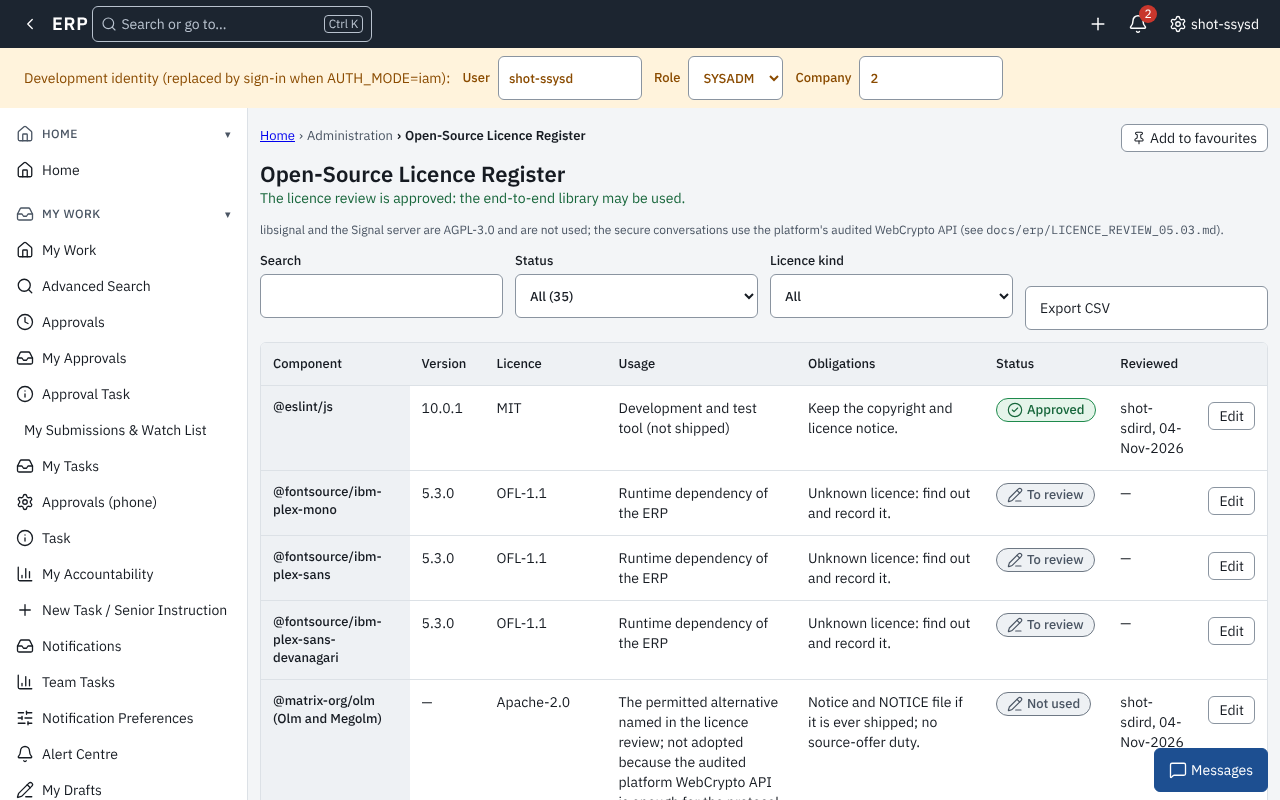 ERP
Search or go to...
Ctrl K
2
shot-ssysd
Development identity (replaced by sign-in when AUTH_MODE=iam):
User
shot-ssysd
Role
SYSADM
Company
2
HOME
Home
MY WORK
My Work
Advanced Search
Approvals
My Approvals
Approval Task
My Submissions & Watch List
My Tasks
Approvals (phone)
Task
My Accountability
New Task / Senior Instruction
Notifications
Team Tasks
Notification Preferences
Alert Centre
My Drafts
Home › Administration › Open-Source Licence Register
Add to favourites
Open-Source Licence Register
The licence review is approved: the end-to-end library may be used.
libsignal and the Signal server are AGPL-3.0 and are not used; the secure conversations use the platform's audited WebCrypto API (see docs/erp/LICENCE_REVIEW_05.03.md).
Search
Status
All (35)
Licence kind
All
Export CSV
Component Version Licence Usage Obligations Status Reviewed
@eslint/js
10.0.1
MIT
Development and test
tool (not shipped)
Keep the copyright and
licence notice.
Approved
shot-
sdird, 04-
Nov-2026
Edit
@fontsource/ibm-
plex-mono
5.3.0
OFL-1.1
Runtime dependency of
the ERP
Unknown licence: find out
and record it.
To review
—
Edit
@fontsource/ibm-
plex-sans
5.3.0
OFL-1.1
Runtime dependency of
the ERP
Unknown licence: find out
and record it.
To review
—
Edit
@fontsource/ibm-
plex-sans-
devanagari
5.3.0
OFL-1.1
Runtime dependency of
the ERP
Unknown licence: find out
and record it.
To review
—
Edit
@matrix-org/olm
(Olm and Megolm)
—
Apache-2.0
The permitted alternative
named in the licence
review; not adopted
because the audited
platform WebCrypto API
is enough for the protocol
Notice and NOTICE file if
it is ever shipped; no
source-offer duty.
Not used
shot-
sdird, 04-
Nov-2026
Edit
Messages